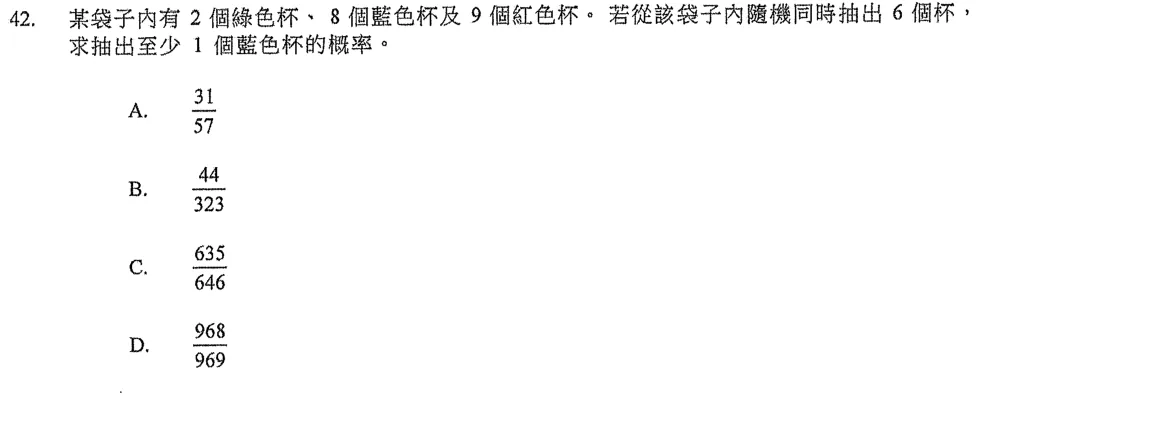 42. 某袋子內有 2 個綠色杯、 8 個藍色杯及 9 個紅色杯。 若從該袋子內隨機同時抽出 6 個杯，
求抽出至少 1 個藍色杯的概率。
A. 31/57
B. 44/323
C. 635/646
D. 968/969